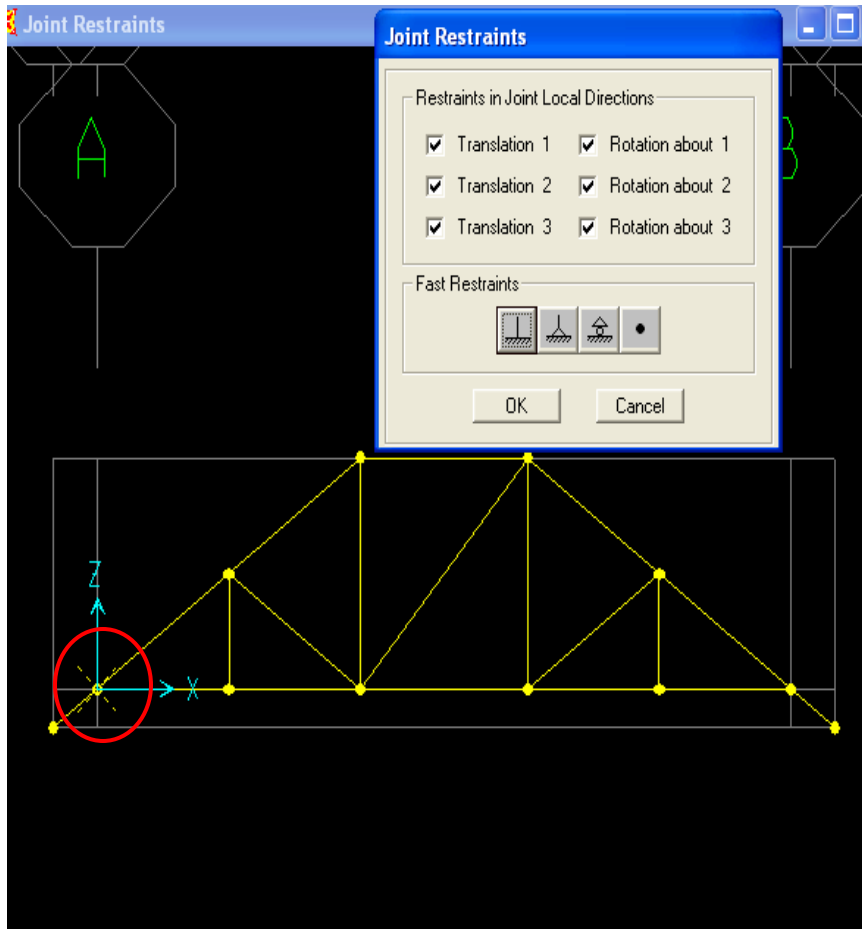 Joint Restraints
Joint Restraints
Restraints in Joint Local Directions
Translation 1 Rotation about 1
Translation 2 Rotation about 2
Translation 3 Rotation about 3
Fast Restraints
OK Cancel
A B
Z
X